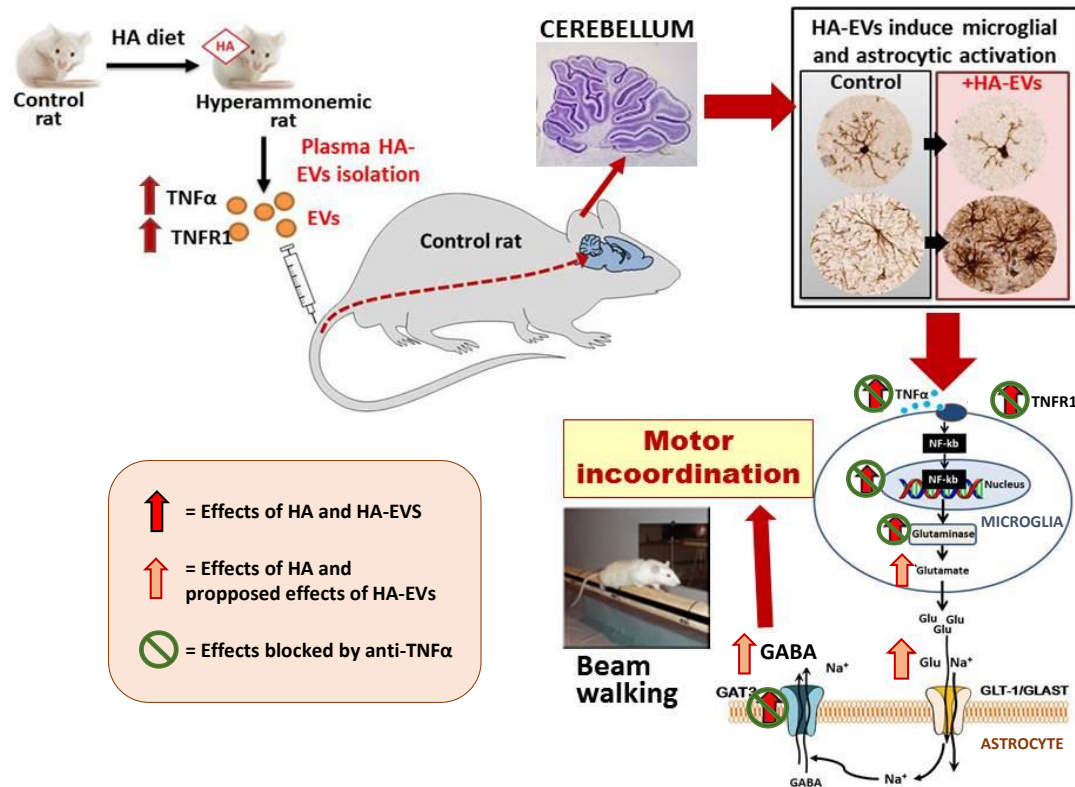 HA diet
HA
Control
rat
Hyperammonemic
rat
Plasma HA-
EVs isolation
TNFα
TNFR1
EVs
Control rat
CEREBELLUM
HA-EVs induce microglial
and astrocytic activation
Control
+HA-EVs
TNFα
TNFR1
NF-kb
NF-kb
Nucleus
MICROGLIA
Glutaminase
Glutamate
Glu
Glu
Glu
Glu
Na⁺
GLT-1/GLAST
ASTROCYTE
Na⁺
GABA
GAT3
Na⁺
GABA
Motor
incoordination
Beam
walking
= Effects of HA and HA-EVS
= Effects of HA and
propposed effects of HA-EVs
= Effects blocked by anti-TNFα